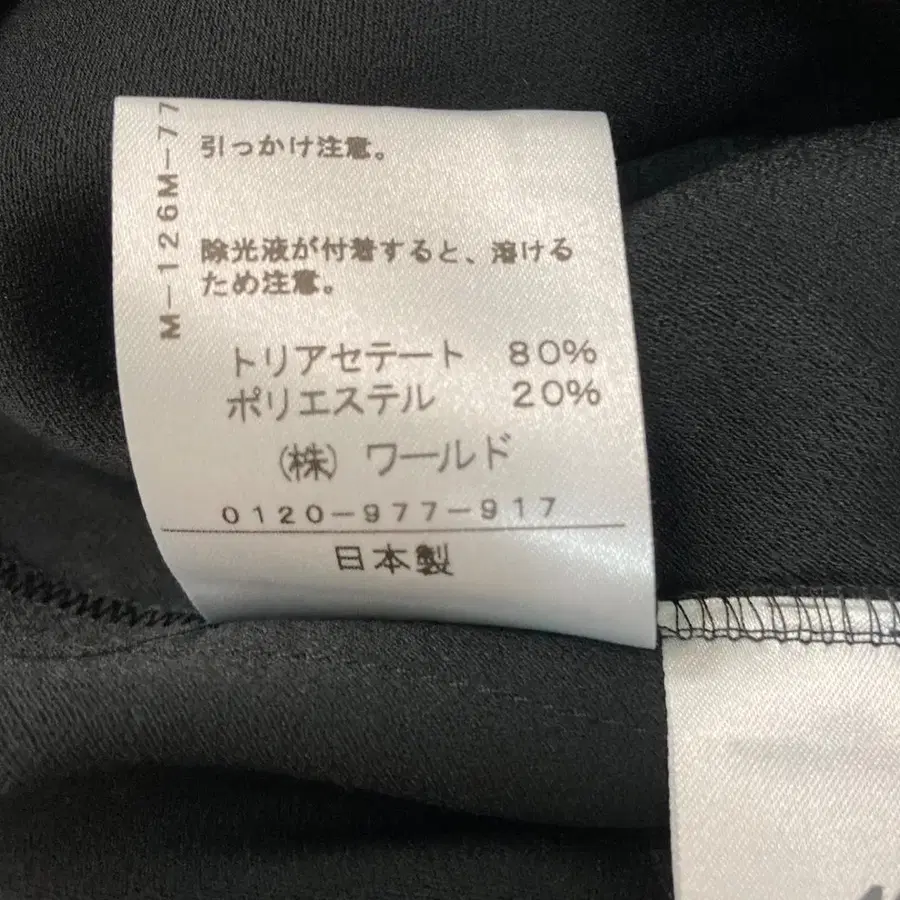 M-126M-77
引っかけ注意。
除光液が付着すると、溶ける
ため注意。
トリアセテート 80%
ポリエステル 20%
(株) ワールド
0120-977-917
日本製